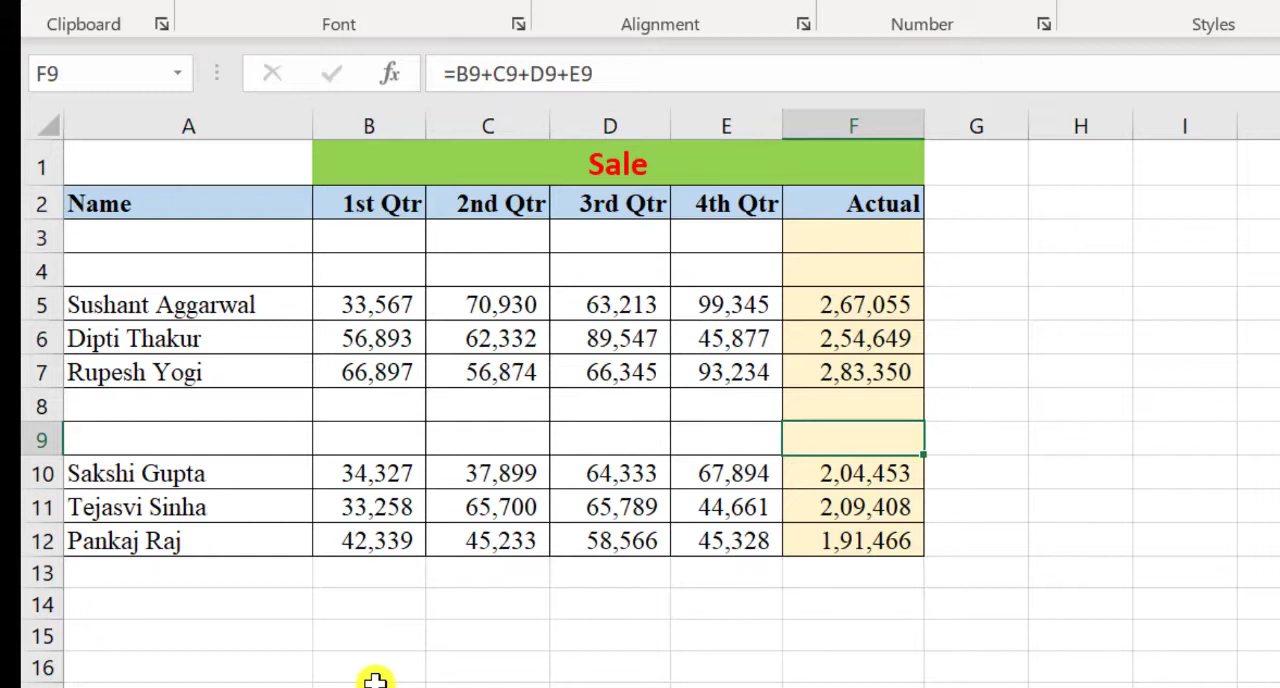 Clipboard Font Alignment Number Styles
F9 fx =B9+C9+D9+E9
A B C D E F G H I
1 Sale
2 Name 1st Qtr 2nd Qtr 3rd Qtr 4th Qtr Actual
3
4
5 Sushant Aggarwal 33,567 70,930 63,213 99,345 2,67,055
6 Dipti Thakur 56,893 62,332 89,547 45,877 2,54,649
7 Rupesh Yogi 66,897 56,874 66,345 93,234 2,83,350
8
9
10 Sakshi Gupta 34,327 37,899 64,333 67,894 2,04,453
11 Tejasvi Sinha 33,258 65,700 65,789 44,661 2,09,408
12 Pankaj Raj 42,339 45,233 58,566 45,328 1,91,466
13
14
15
16